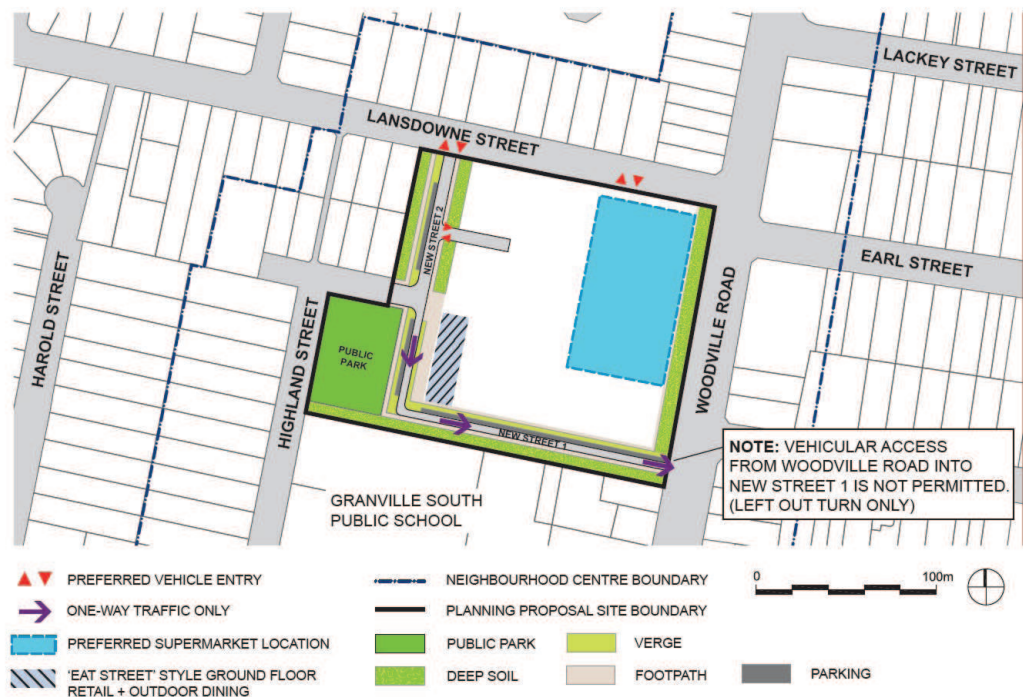 LACKEY STREET
LANSDOWNE STREET
NEW STREET 2
EARL STREET
WOODVILLE ROAD
HAROLD STREET
HIGHLAND STREET
PUBLIC
PARK
NEW STREET 1
NOTE: VEHICULAR ACCESS
FROM WOODVILLE ROAD INTO
NEW STREET 1 IS NOT PERMITTED.
(LEFT OUT TURN ONLY)
GRANVILLE SOUTH
PUBLIC SCHOOL
PREFERRED VEHICLE ENTRY
NEIGHBOURHOOD CENTRE BOUNDARY
0 100m
ONE-WAY TRAFFIC ONLY
PLANNING PROPOSAL SITE BOUNDARY
PREFERRED SUPERMARKET LOCATION
PUBLIC PARK
VERGE
'EAT STREET' STYLE GROUND FLOOR
RETAIL + OUTDOOR DINING
DEEP SOIL
FOOTPATH
PARKING